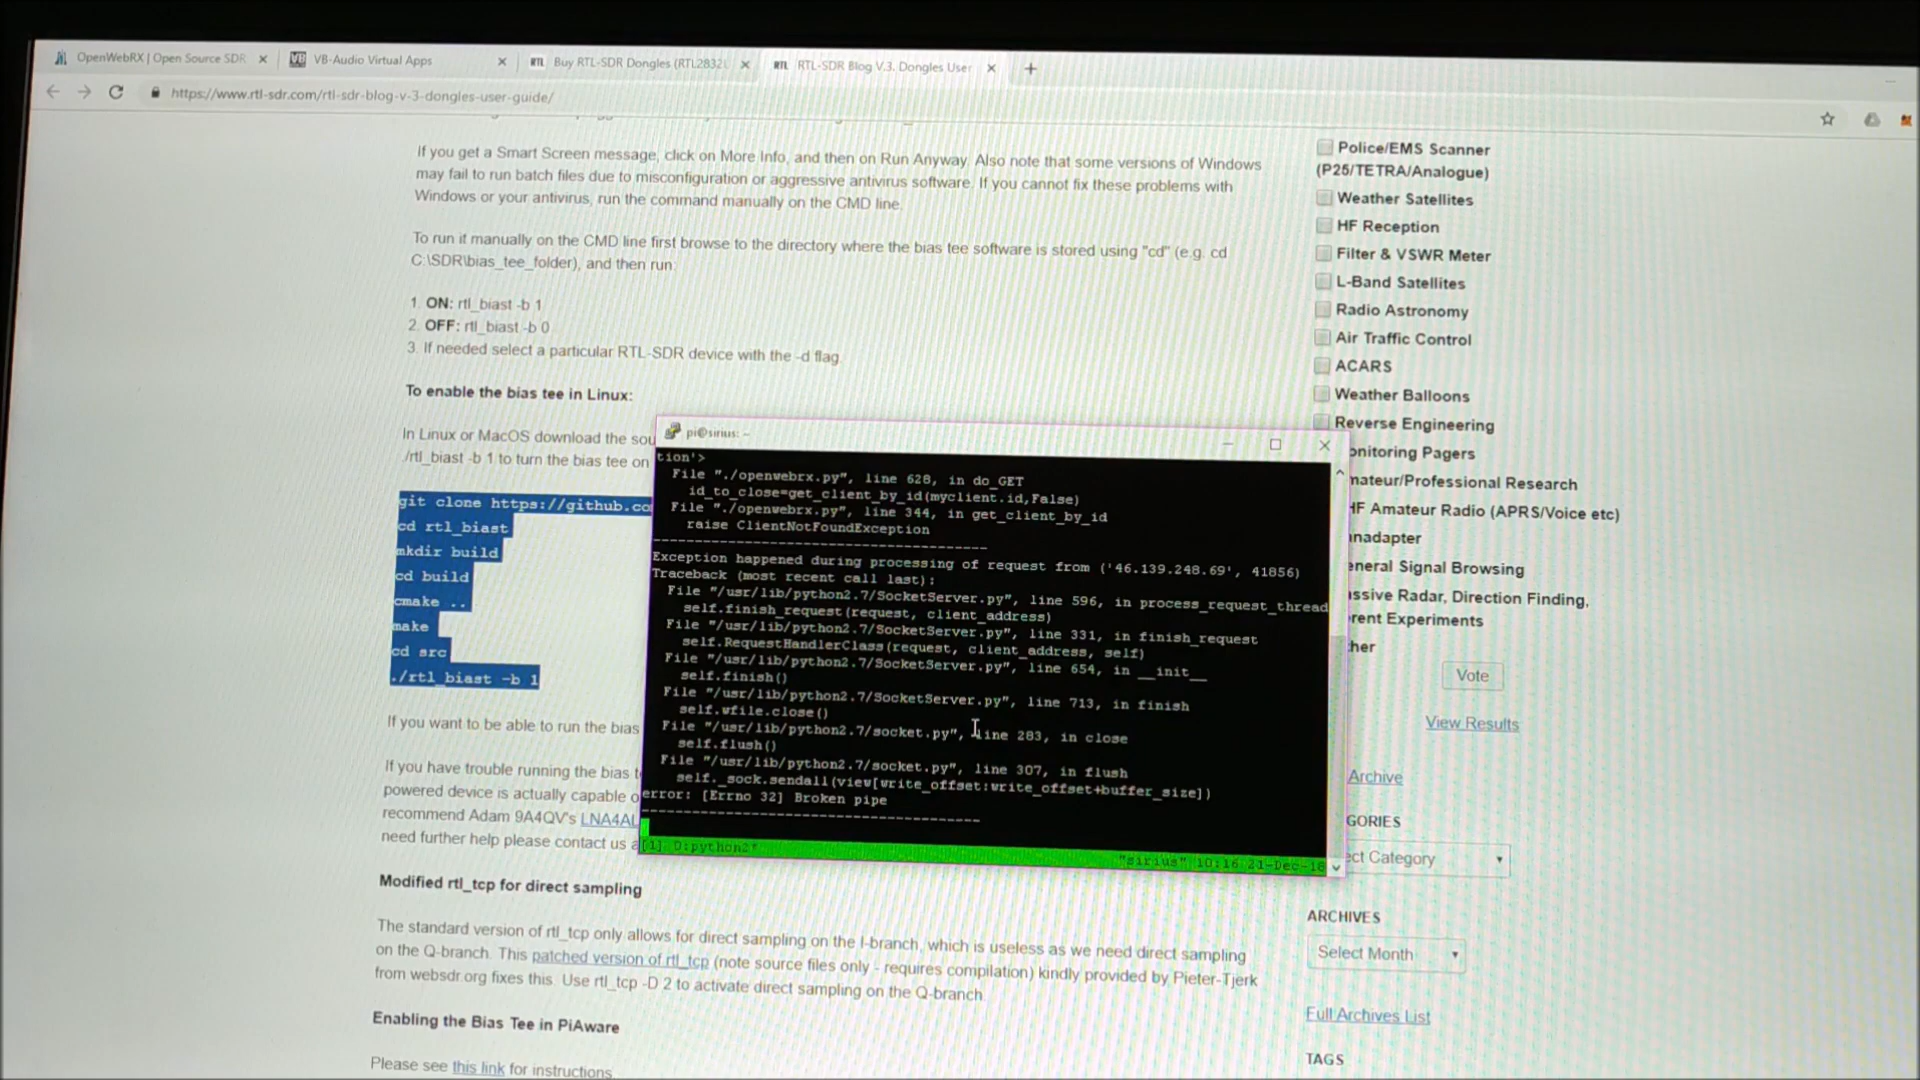 OpenWebRX | Open Source SDR
VB-Audio Virtual Apps
RTL Buy RTL-SDR Dongles (RTL2832U
RTL RTL-SDR Blog V.3. Dongles User
https://www.rtl-sdr.com/rtl-sdr-blog-v-3-dongles-user-guide/
If you get a Smart Screen message, click on More Info, and then on Run Anyway. Also note that some versions of Windows
may fail to run batch files due to misconfiguration or aggressive antivirus software. If you cannot fix these problems with
Windows or your antivirus, run the command manually on the CMD line.
To run it manually on the CMD line first browse to the directory where the bias tee software is stored using "cd" (e.g. cd
C:\SDR\bias_tee_folder), and then run:
1. ON: rtl_biast -b 1
2. OFF: rtl_biast -b 0
3. If needed select a particular RTL-SDR device with the -d flag.
To enable the bias tee in Linux:
In Linux or MacOS download the sou
./rtl_biast -b 1 to turn the bias tee on
git clone https://github.co
cd rtl_biast
mkdir build
cd build
cmake ..
make
cd src
./rtl_biast -b 1
If you want to be able to run the bias
If you have trouble running the bias t
powered device is actually capable o
recommend Adam 9A4QV's LNA4AL
need further help please contact us a
Modified rtl_tcp for direct sampling
The standard version of rtl_tcp only allows for direct sampling on the I-branch, which is useless as we need direct sampling
on the Q-branch. This patched version of rtl_tcp (note source files only - requires compilation) kindly provided by Pieter-Tjerk
from websdr.org fixes this. Use rtl_tcp -D 2 to activate direct sampling on the Q-branch.
Enabling the Bias Tee in PiAware
Please see this link for instructions
pi@sirius: ~
tion'>
File "./openwebrx.py", line 628, in do_GET
id_to_close=get_client_by_id(myclient.id,False)
File "./openwebrx.py", line 344, in get_client_by_id
raise ClientNotFoundException
----------------------------------------
Exception happened during processing of request from ('46.139.248.69', 41856)
Traceback (most recent call last):
File "/usr/lib/python2.7/SocketServer.py", line 596, in process_request_thread
self.finish_request(request, client_address)
File "/usr/lib/python2.7/SocketServer.py", line 331, in finish_request
self.RequestHandlerClass(request, client_address, self)
File "/usr/lib/python2.7/SocketServer.py", line 654, in __init__
self.finish()
File "/usr/lib/python2.7/SocketServer.py", line 713, in finish
self.wfile.close()
File "/usr/lib/python2.7/socket.py", line 283, in close
self.flush()
File "/usr/lib/python2.7/socket.py", line 307, in flush
self._sock.sendall(view[write_offset:write_offset+buffer_size])
error: [Errno 32] Broken pipe
----------------------------------------
[1] 0:python2*
"sirius" 10:16 21-Dec-18
Police/EMS Scanner
(P25/TETRA/Analogue)
Weather Satellites
HF Reception
Filter & VSWR Meter
L-Band Satellites
Radio Astronomy
Air Traffic Control
ACARS
Weather Balloons
Reverse Engineering
onitoring Pagers
nateur/Professional Research
HF Amateur Radio (APRS/Voice etc)
anadapter
eneral Signal Browsing
assive Radar, Direction Finding,
erent Experiments
her
Vote
View Results
Archive
GORIES
ect Category
ARCHIVES
Select Month
Full Archives List
TAGS